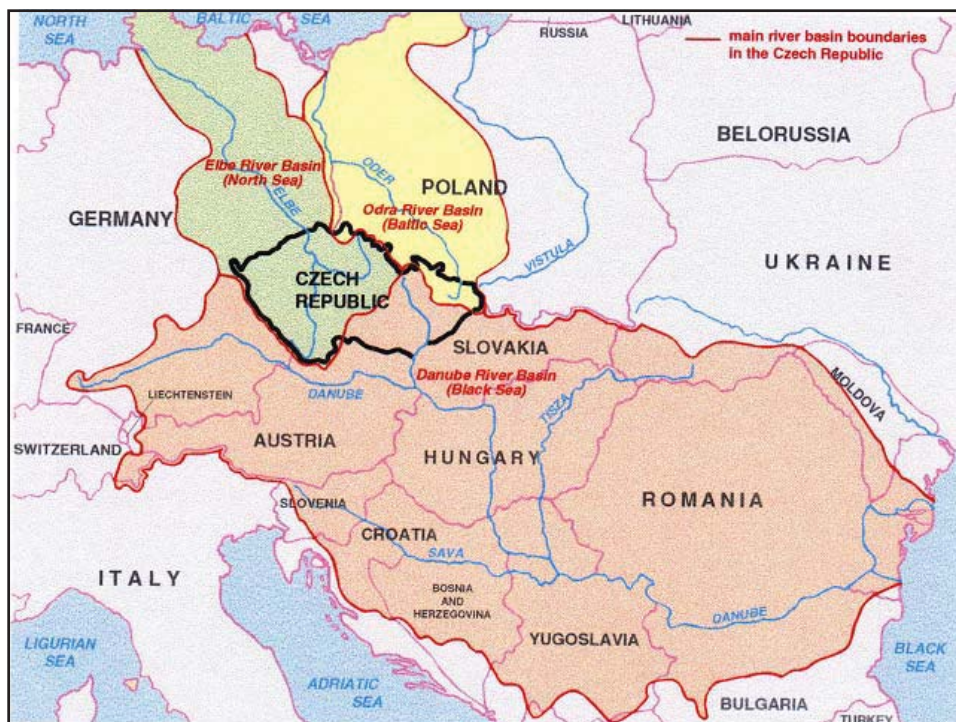 NORTH
SEA
BALTIC
SEA
RUSSIA
LITHUANIA
main river basin boundaries
in the Czech Republic
BELORUSSIA
Elbe River Basin
(North Sea)
ELBE
ODER
POLAND
Odra River Basin
(Baltic Sea)
GERMANY
VISTULA
UKRAINE
CZECH
REPUBLIC
FRANCE
SLOVAKIA
Danube River Basin
(Black Sea)
DANUBE
TISZA
MOLDOVA
LIECHTENSTEIN
SWITZERLAND
AUSTRIA
HUNGARY
ROMANIA
SLOVENIA
CROATIA
SAVA
ITALY
BOSNIA
AND
HERZEGOVINA
DANUBE
YUGOSLAVIA
LIGURIAN
SEA
ADRIATIC
SEA
BLACK
SEA
BULGARIA
TURKEY